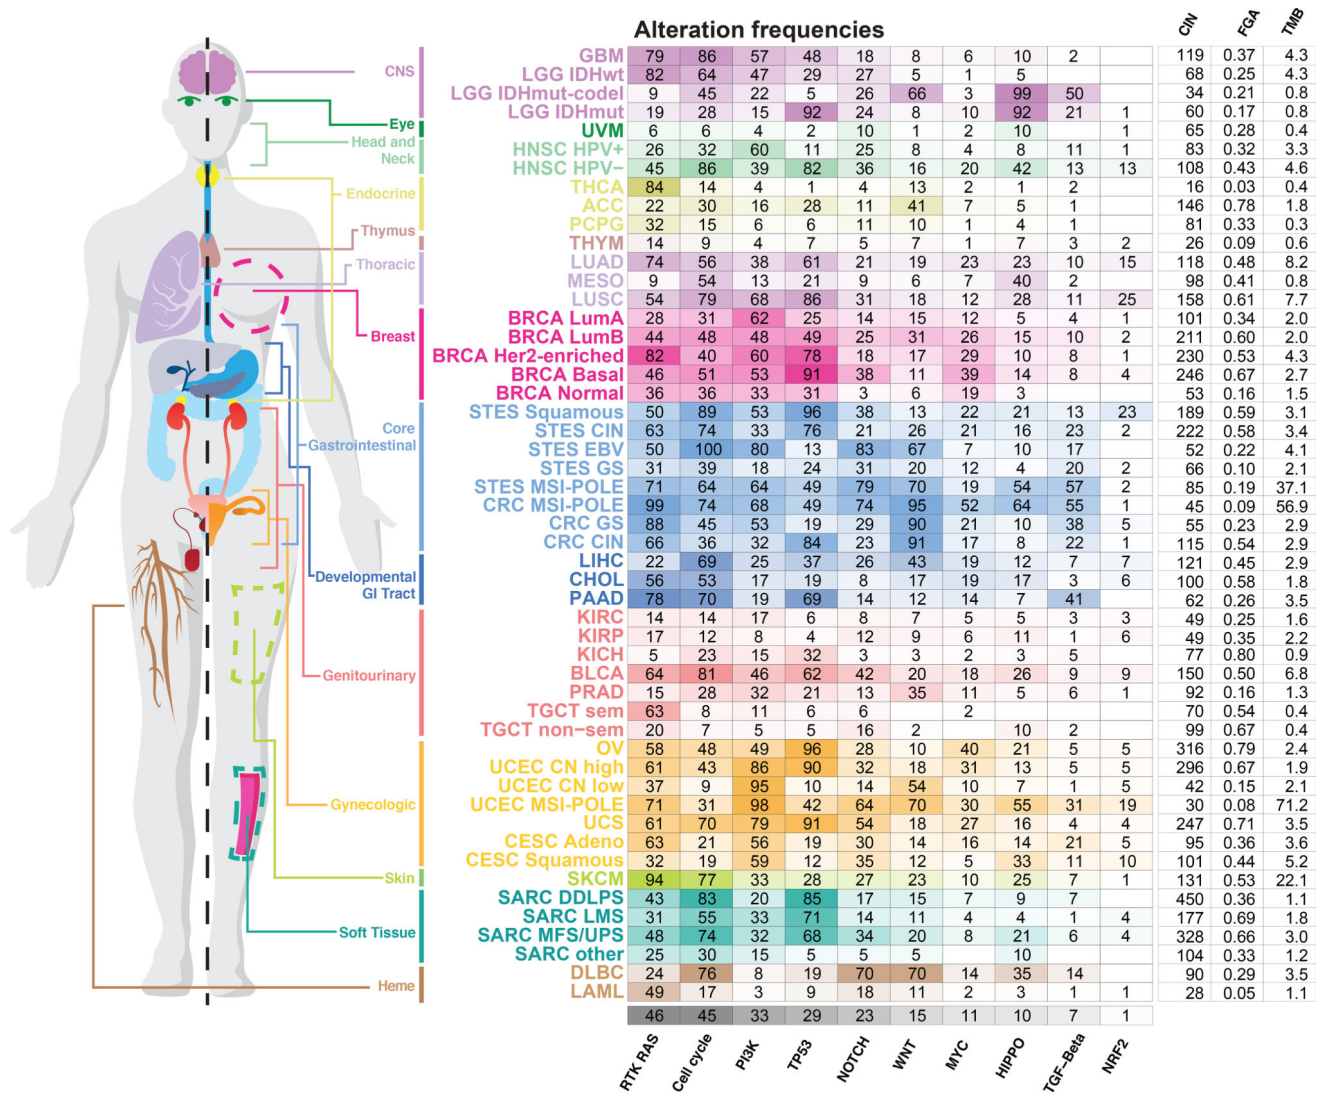 Alteration frequencies
CIN FGA TMB
CNS
Eye
Head and
Neck
Endocrine
Thymus
Thoracic
Breast
Core
Gastrointestinal
Developmental
GI Tract
Genitourinary
Gynecologic
Skin
Soft Tissue
Heme
GBM 79 86 57 48 18 8 6 10 2 119 0.37 4.3
LGG IDHwt 82 64 47 29 27 5 1 5 68 0.25 4.3
LGG IDHmut-codel 9 45 22 5 26 66 3 99 50 34 0.21 0.8
LGG IDHmut 19 28 15 92 24 8 10 92 21 1 60 0.17 0.8
UVM 6 6 4 2 10 1 2 10 1 65 0.28 0.4
HNSC HPV+ 26 32 60 11 25 8 4 8 11 1 83 0.32 3.3
HNSC HPV− 45 86 39 82 36 16 20 42 13 13 108 0.43 4.6
THCA 84 14 4 1 4 13 2 1 2 16 0.03 0.4
ACC 22 30 16 28 11 41 7 5 1 146 0.78 1.8
PCPG 32 15 6 6 11 10 1 4 1 81 0.33 0.3
THYM 14 9 4 7 5 7 1 7 3 2 26 0.09 0.6
LUAD 74 56 38 61 21 19 23 23 10 15 118 0.48 8.2
MESO 9 54 13 21 9 6 7 40 2 98 0.41 0.8
LUSC 54 79 68 86 31 18 12 28 11 25 158 0.61 7.7
BRCA LumA 28 31 62 25 14 15 12 5 4 1 101 0.34 2.0
BRCA LumB 44 48 48 49 25 31 26 15 10 2 211 0.60 2.0
BRCA Her2-enriched 82 40 60 78 18 17 29 10 8 1 230 0.53 4.3
BRCA Basal 46 51 53 91 38 11 39 14 8 4 246 0.67 2.7
BRCA Normal 36 36 33 31 3 6 19 3 53 0.16 1.5
STES Squamous 50 89 53 96 38 13 22 21 13 23 189 0.59 3.1
STES CIN 63 74 33 76 21 26 21 16 23 2 222 0.58 3.4
STES EBV 50 100 80 13 83 67 7 10 17 52 0.22 4.1
STES GS 31 39 18 24 31 20 12 4 20 2 66 0.10 2.1
STES MSI-POLE 71 64 64 49 79 70 19 54 57 2 85 0.19 37.1
CRC MSI-POLE 99 74 68 49 74 95 52 64 55 1 45 0.09 56.9
CRC GS 88 45 53 19 29 90 21 10 38 5 55 0.23 2.9
CRC CIN 66 36 32 84 23 91 17 8 22 1 115 0.54 2.9
LIHC 22 69 25 37 26 43 19 12 7 7 121 0.45 2.9
CHOL 56 53 17 19 8 17 19 17 3 6 100 0.58 1.8
PAAD 78 70 19 69 14 12 14 7 41 62 0.26 3.5
KIRC 14 14 17 6 8 7 5 5 3 3 49 0.25 1.6
KIRP 17 12 8 4 12 9 6 11 1 6 49 0.35 2.2
KICH 5 23 15 32 3 3 2 3 5 77 0.80 0.9
BLCA 64 81 46 62 42 20 18 26 9 9 150 0.50 6.8
PRAD 15 28 32 21 13 35 11 5 6 1 92 0.16 1.3
TGCT sem 63 8 11 6 6 2 70 0.54 0.4
TGCT non−sem 20 7 5 5 16 2 10 2 99 0.67 0.4
OV 58 48 49 96 28 10 40 21 5 5 316 0.79 2.4
UCEC CN high 61 43 86 90 32 18 31 13 5 5 296 0.67 1.9
UCEC CN low 37 9 95 10 14 54 10 7 1 5 42 0.15 2.1
UCEC MSI-POLE 71 31 98 42 64 70 30 55 31 19 30 0.08 71.2
UCS 61 70 79 91 54 18 27 16 4 4 247 0.71 3.5
CESC Adeno 63 21 56 19 30 14 16 14 21 5 95 0.36 3.6
CESC Squamous 32 19 59 12 35 12 5 33 11 10 101 0.44 5.2
SKCM 94 77 33 28 27 23 10 25 7 1 131 0.53 22.1
SARC DDLPS 43 83 20 85 17 15 7 9 7 450 0.36 1.1
SARC LMS 31 55 33 71 14 11 4 4 1 4 177 0.69 1.8
SARC MFS/UPS 48 74 32 68 34 20 8 21 6 4 328 0.66 3.0
SARC other 25 30 15 5 5 5 10 104 0.33 1.2
DLBC 24 76 8 19 70 70 14 35 14 90 0.29 3.5
LAML 49 17 3 9 18 11 2 3 1 1 28 0.05 1.1
46 45 33 29 23 15 11 10 7 1
RTK RAS Cell cycle PI3K TP53 NOTCH WNT MYC HIPPO TGF−Beta NRF2